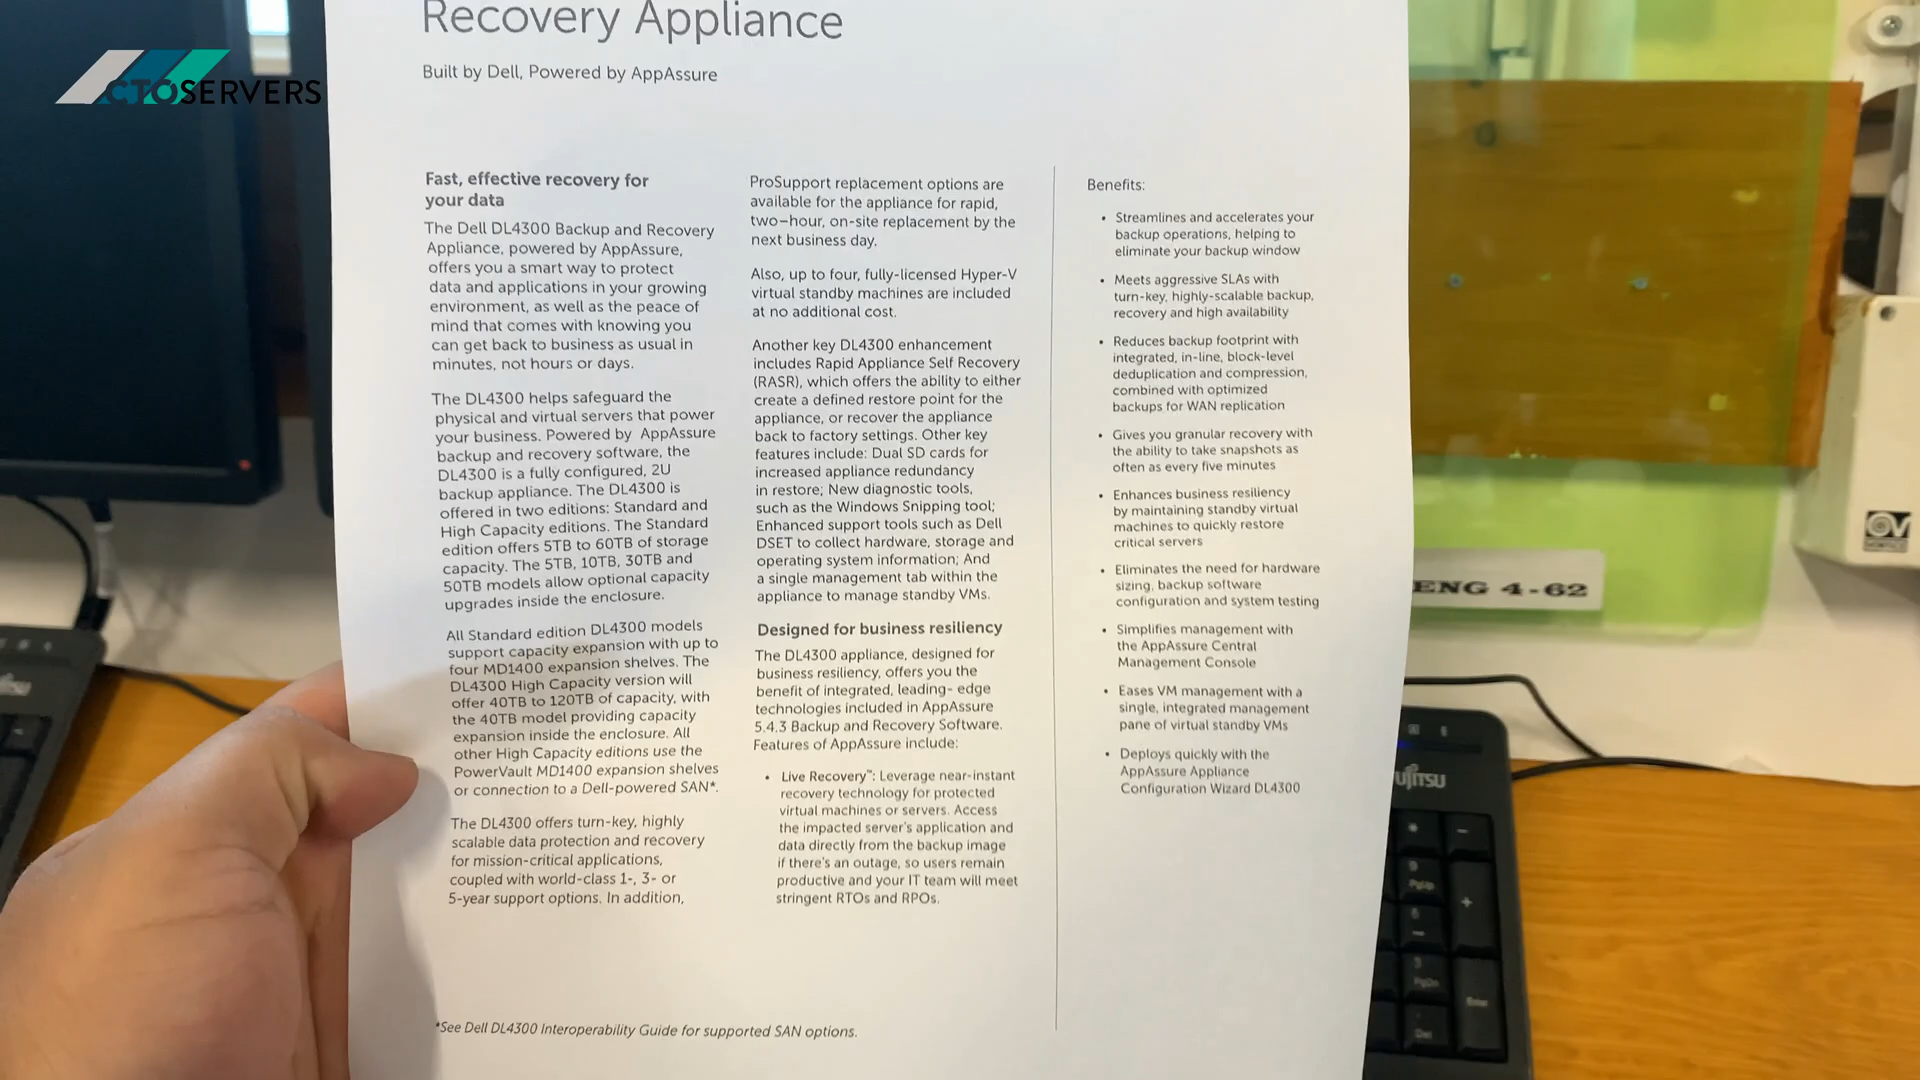 CTOSERVERS
Recovery Appliance
Built by Dell, Powered by AppAssure
Fast, effective recovery for
your data
The Dell DL4300 Backup and Recovery
Appliance, powered by AppAssure,
offers you a smart way to protect
data and applications in your growing
environment, as well as the peace of
mind that comes with knowing you
can get back to business as usual in
minutes, not hours or days.
The DL4300 helps safeguard the
physical and virtual servers that power
your business. Powered by AppAssure
backup and recovery software, the
DL4300 is a fully configured, 2U
backup appliance. The DL4300 is
offered in two editions: Standard and
High Capacity editions. The Standard
edition offers 5TB to 60TB of storage
capacity. The 5TB, 10TB, 30TB and
50TB models allow optional capacity
upgrades inside the enclosure.
All Standard edition DL4300 models
support capacity expansion with up to
four MD1400 expansion shelves. The
DL4300 High Capacity version will
offer 40TB to 120TB of capacity, with
the 40TB model providing capacity
expansion inside the enclosure. All
other High Capacity editions use the
PowerVault MD1400 expansion shelves
or connection to a Dell-powered SAN*.
The DL4300 offers turn-key, highly
scalable data protection and recovery
for mission-critical applications,
coupled with world-class 1-, 3- or
5-year support options. In addition,
ProSupport replacement options are
available for the appliance for rapid,
two-hour, on-site replacement by the
next business day.
Also, up to four, fully-licensed Hyper-V
virtual standby machines are included
at no additional cost.
Another key DL4300 enhancement
includes Rapid Appliance Self Recovery
(RASR), which offers the ability to either
create a defined restore point for the
appliance, or recover the appliance
back to factory settings. Other key
features include: Dual SD cards for
increased appliance redundancy
in restore; New diagnostic tools,
such as the Windows Snipping tool;
Enhanced support tools such as Dell
DSET to collect hardware, storage and
operating system information; And
a single management tab within the
appliance to manage standby VMs.
Designed for business resiliency
The DL4300 appliance, designed for
business resiliency, offers you the
benefit of integrated, leading- edge
technologies included in AppAssure
5.4.3 Backup and Recovery Software.
Features of AppAssure include:
• Live Recovery™: Leverage near-instant
recovery technology for protected
virtual machines or servers. Access
the impacted server's application and
data directly from the backup image
if there's an outage, so users remain
productive and your IT team will meet
stringent RTOs and RPOs.
Benefits:
• Streamlines and accelerates your
backup operations, helping to
eliminate your backup window
• Meets aggressive SLAs with
turn-key, highly-scalable backup,
recovery and high availability
• Reduces backup footprint with
integrated, in-line, block-level
deduplication and compression,
combined with optimized
backups for WAN replication
• Gives you granular recovery with
the ability to take snapshots as
often as every five minutes
• Enhances business resiliency
by maintaining standby virtual
machines to quickly restore
critical servers
• Eliminates the need for hardware
sizing, backup software
configuration and system testing
• Simplifies management with
the AppAssure Central
Management Console
• Eases VM management with a
single, integrated management
pane of virtual standby VMs
• Deploys quickly with the
AppAssure Appliance
Configuration Wizard DL4300
*See Dell DL4300 Interoperability Guide for supported SAN options.
ENG 4-62
FUJITSU